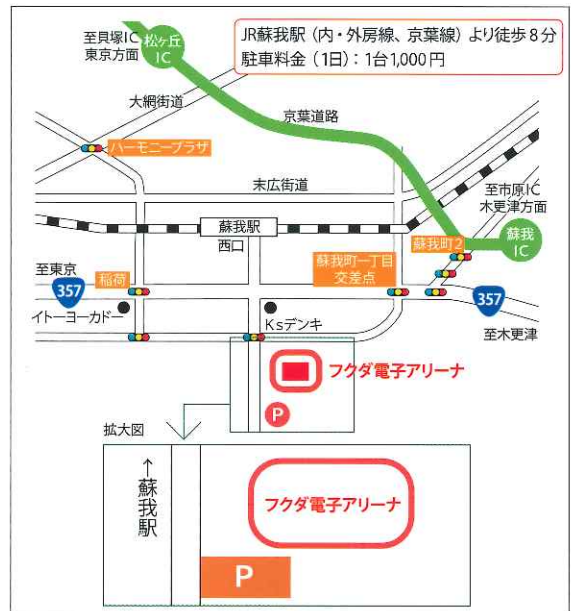 JR蘇我駅（内・外房線、京葉線）より徒歩8分
駐車料金（1日）：1台1,000円
至貝塚IC
東京方面
松ヶ丘
IC
大網街道
京葉道路
ハーモニープラザ
末広街道
至市原IC
木更津方面
蘇我駅
西口
蘇我町2
蘇我
IC
至東京
稲荷
蘇我町一丁目
交差点
357
357
イトーヨーカドー
Ksデンキ
至木更津
フクダ電子アリーナ
P
拡大図
↑蘇我駅
フクダ電子アリーナ
P